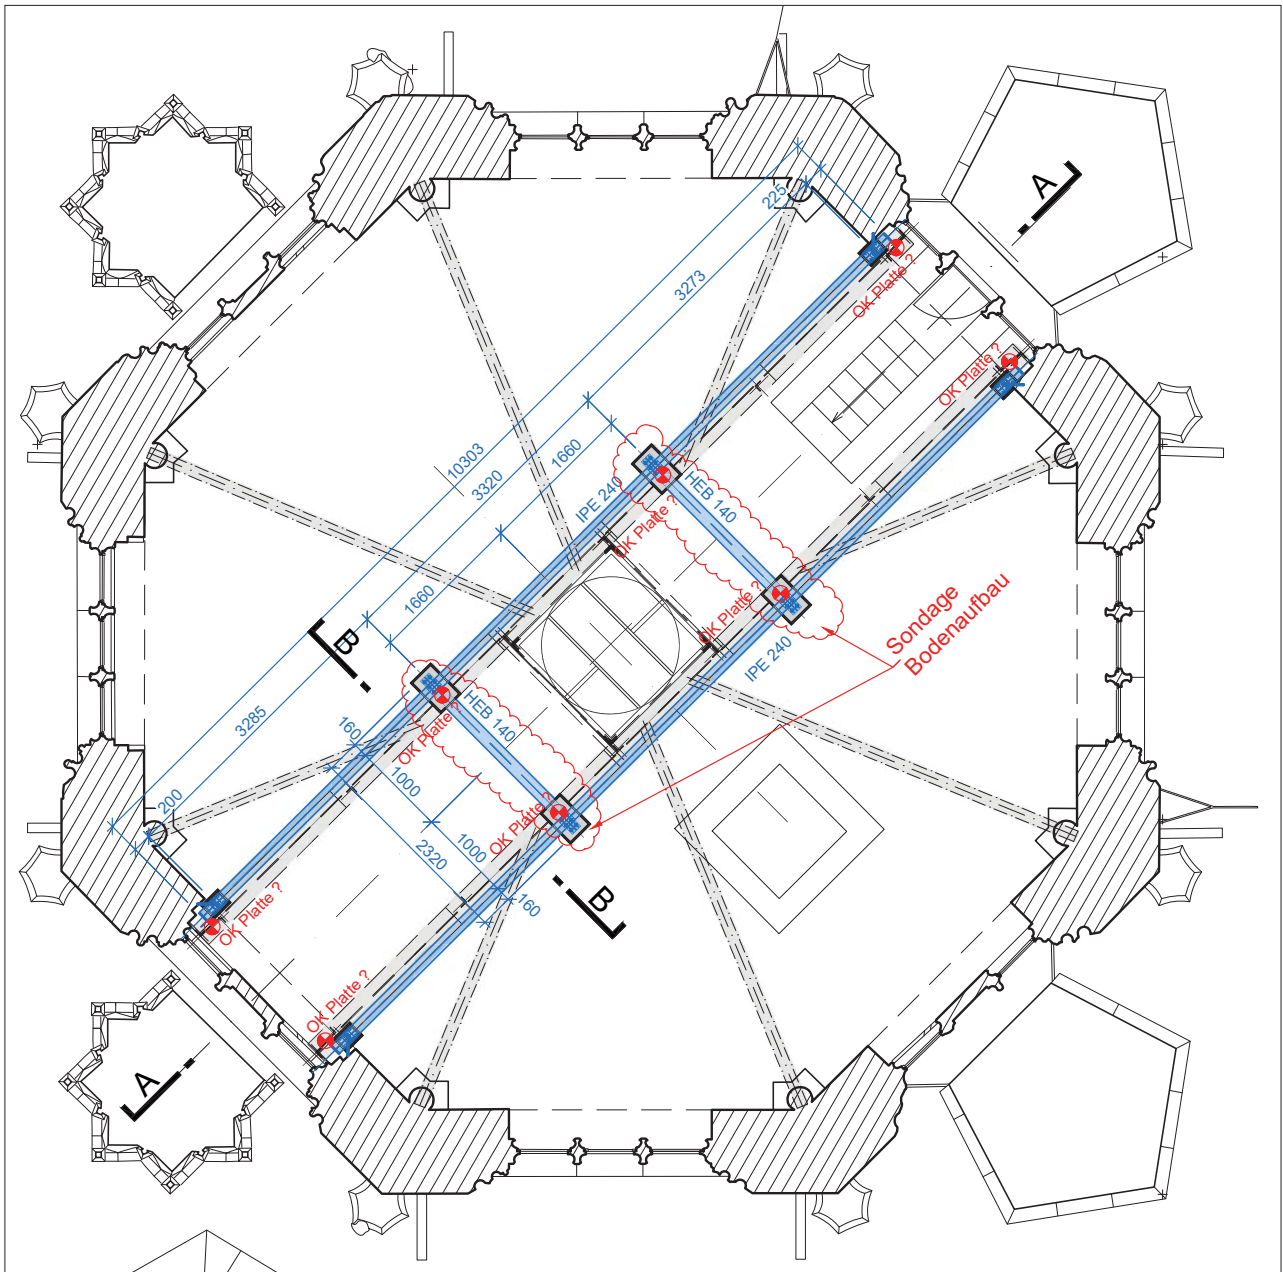 A
225
OK Platte ?
3273
OK Platte ?
10303
3320
1660
IPE 240
HEB 140
OK Platte ?
1660
OK Platte ?
Sondage
Bodenaufbau
B
IPE 240
3285
160
HEB 140
OK Platte ?
1000
200
OK Platte ?
1000
2320
160
B
OK Platte ?
OK Platte ?
A